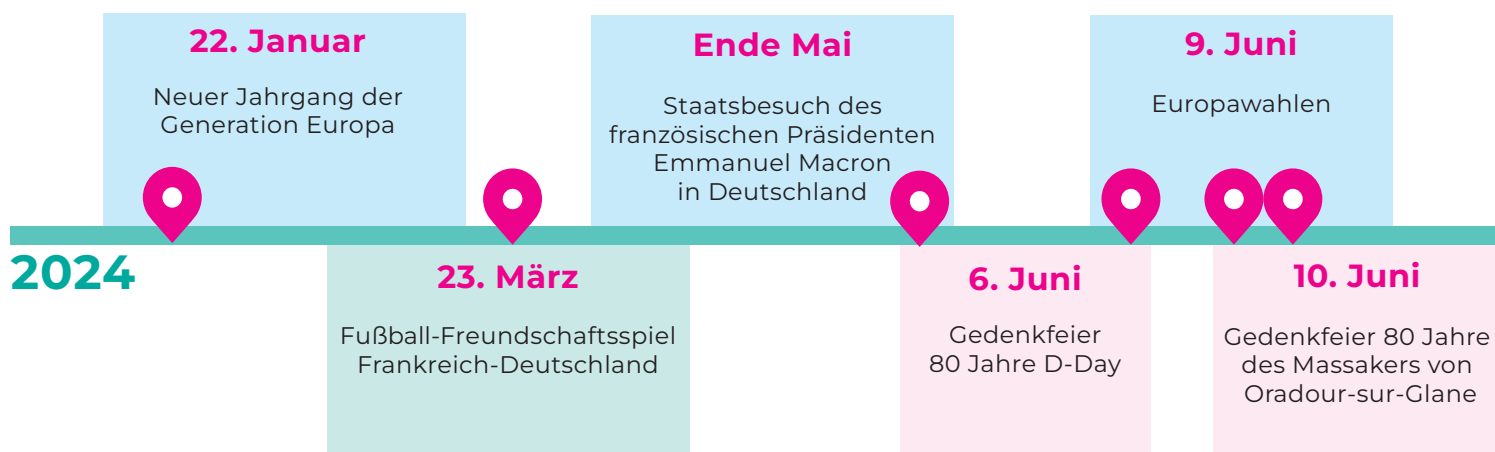 22. Januar
Neuer Jahrgang der
Generation Europa
Ende Mai
Staatsbesuch des
französischen Präsidenten
Emmanuel Macron
in Deutschland
9. Juni
Europawahlen
2024
23. März
Fußball-Freundschaftsspiel
Frankreich-Deutschland
6. Juni
Gedenkfeier
80 Jahre D-Day
10. Juni
Gedenkfeier 80 Jahre
des Massakers von
Oradour-sur-Glane